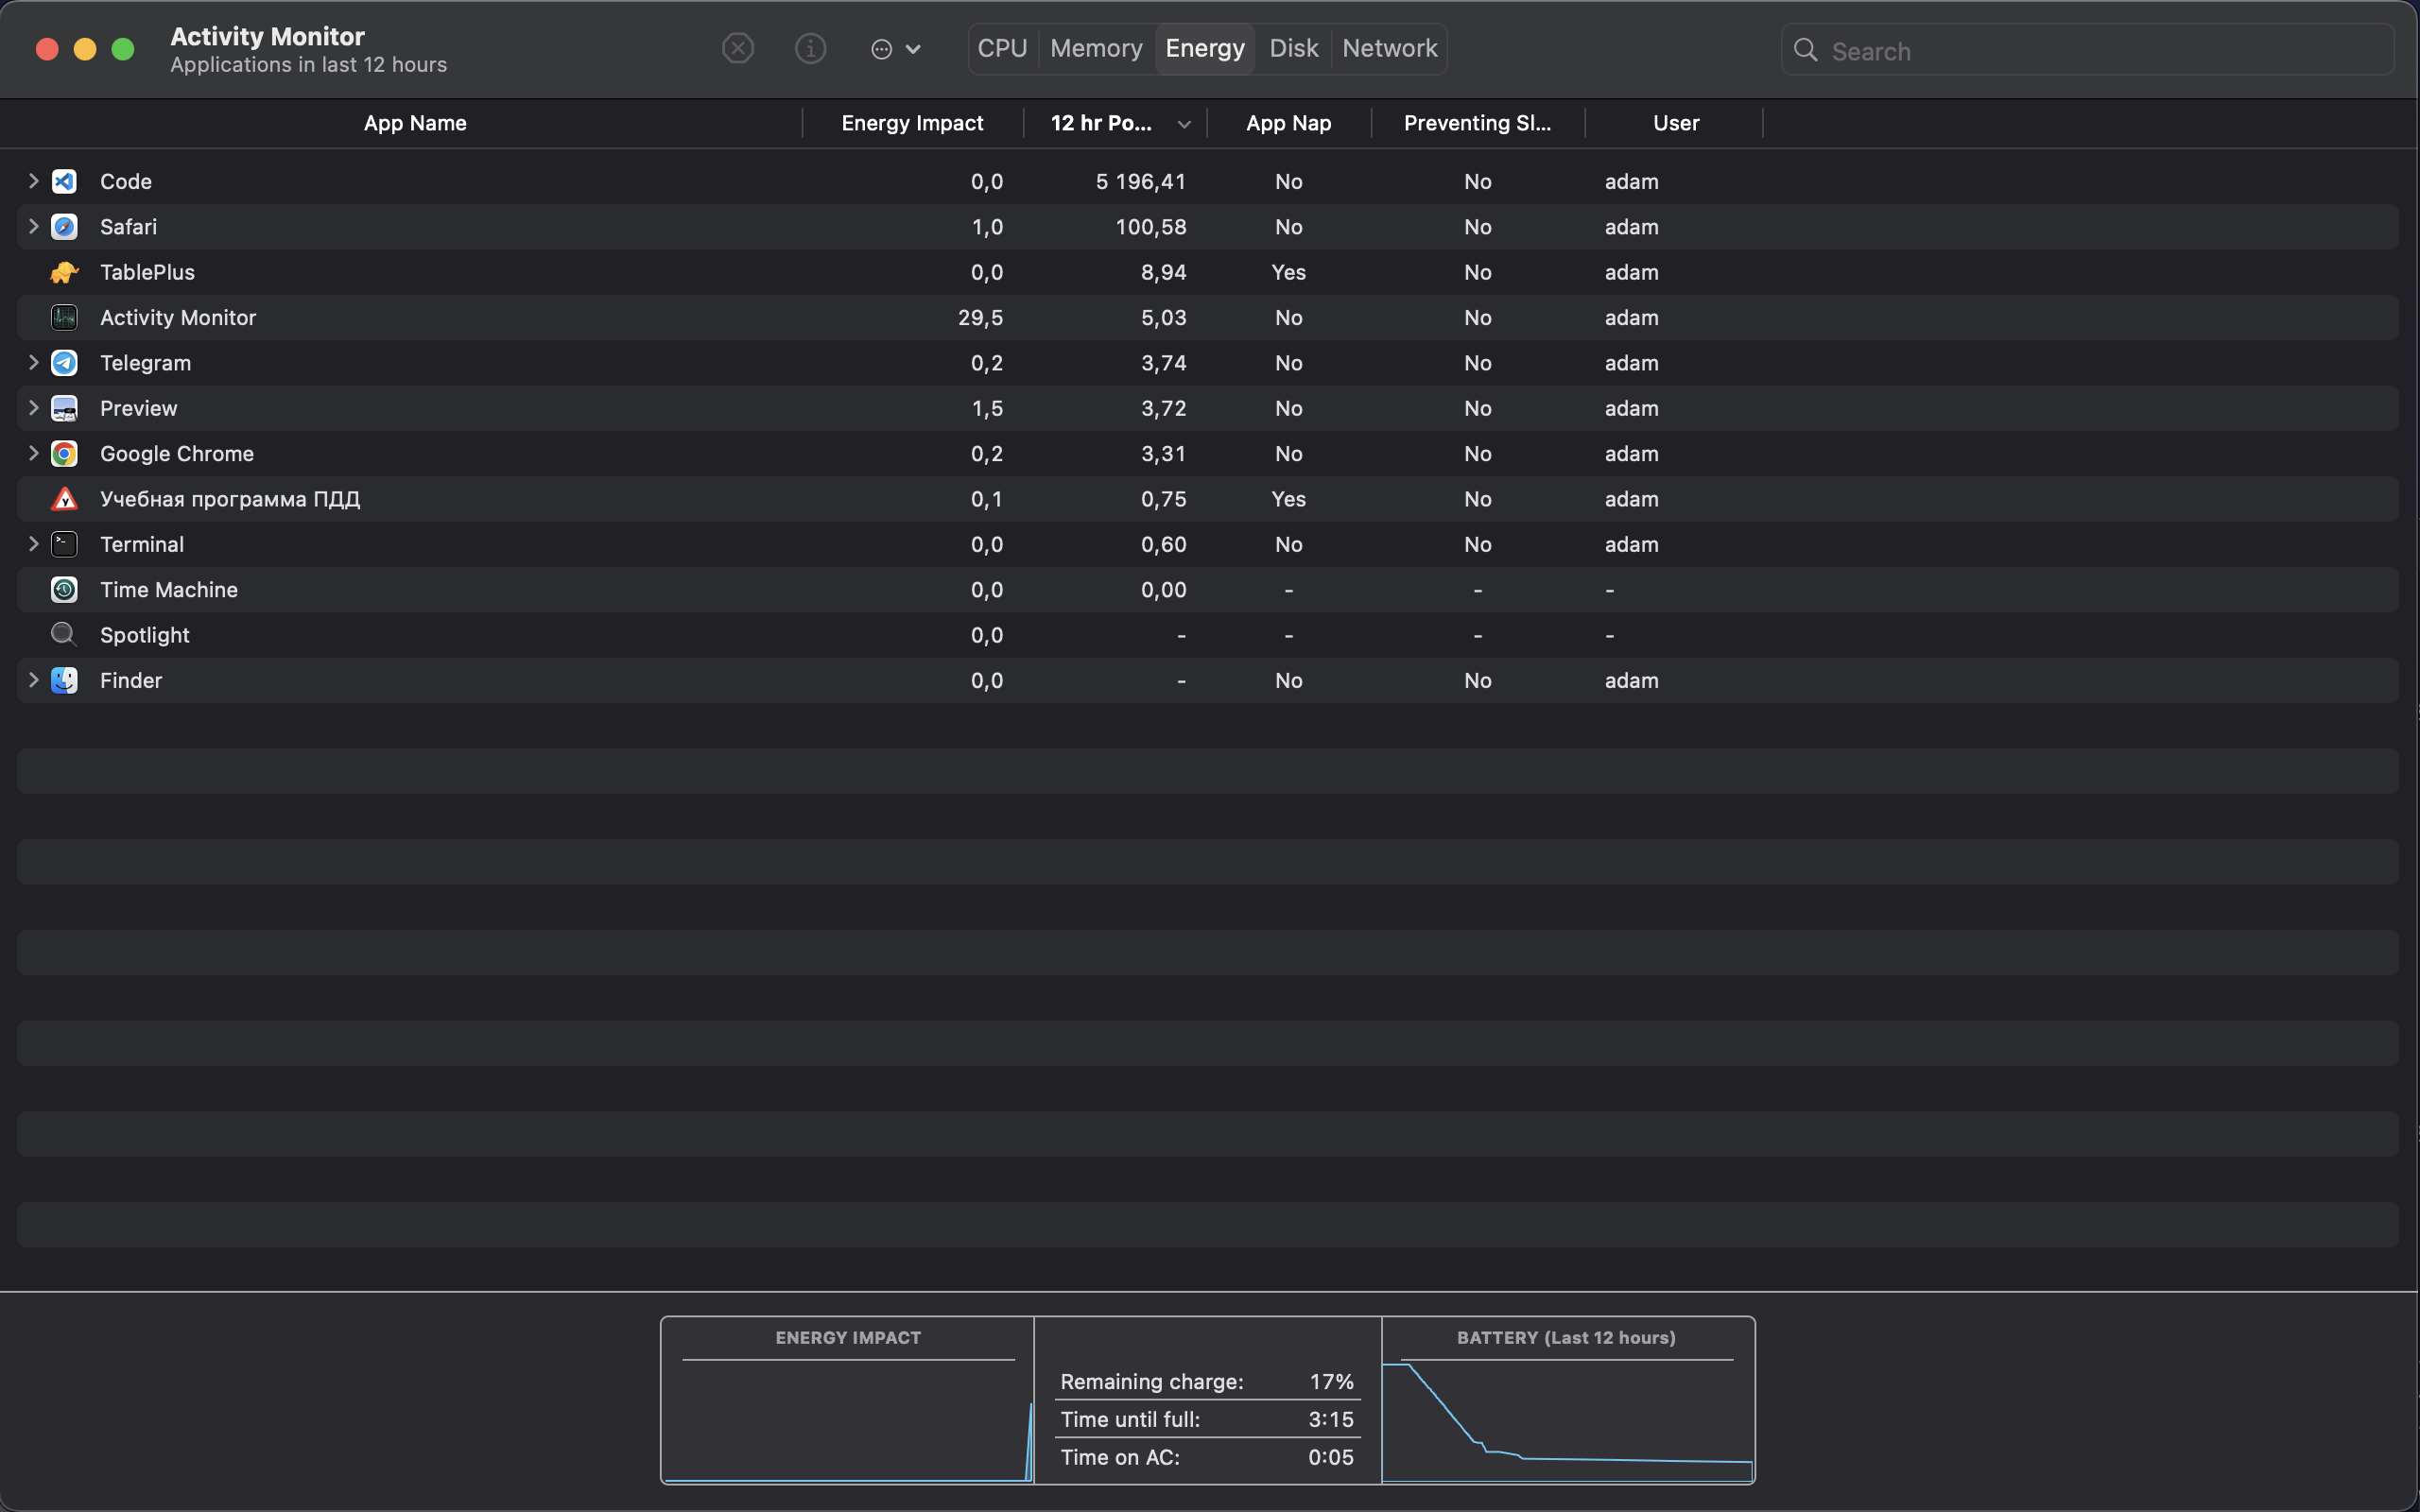 Activity Monitor
Applications in last 12 hours
CPU Memory Energy Disk Network
Search
App Name Energy Impact 12 hr Po... App Nap Preventing Sl... User
Code 0,0 5 196,41 No No adam
Safari 1,0 100,58 No No adam
TablePlus 0,0 8,94 Yes No adam
Activity Monitor 29,5 5,03 No No adam
Telegram 0,2 3,74 No No adam
Preview 1,5 3,72 No No adam
Google Chrome 0,2 3,31 No No adam
Учебная программа ПДД 0,1 0,75 Yes No adam
Terminal 0,0 0,60 No No adam
Time Machine 0,0 0,00 - - -
Spotlight 0,0 - - - -
Finder 0,0 - No No adam
ENERGY IMPACT
Remaining charge: 17%
Time until full: 3:15
Time on AC: 0:05
BATTERY (Last 12 hours)